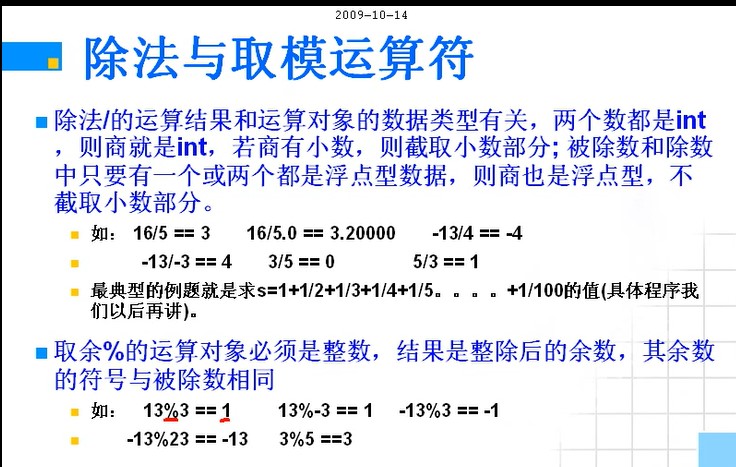 2009-10-14
除法与取模运算符
除法/的运算结果和运算对象的数据类型有关，两个数都是int
，则商就是int，若商有小数，则截取小数部分；被除数和除数
中只要有一个或两个都是浮点型数据，则商也是浮点型，不
截取小数部分。
如： 16/5 == 3 16/5.0 == 3.20000 -13/4 == -4
-13/-3 == 4 3/5 == 0 5/3 == 1
最典型的例题就是求s=1+1/2+1/3+1/4+1/5。。。。+1/100的值(具体程序我
们以后再讲)。
取余%的运算对象必须是整数，结果是整除后的余数，其余数
的符号与被除数相同
如： 13%3 == 1 13%-3 == 1 -13%3 == -1
-13%23 == -13 3%5 ==3